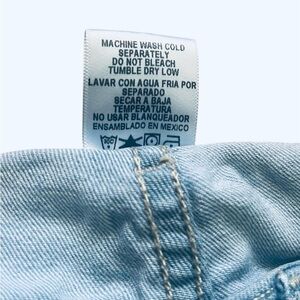 MACHINE WASH COLD
SEPARATELY
DO NOT BLEACH
TUMBLE DRY LOW
LAVAR CON AGUA FRIA POR
SEPARADO
SECAR A BAJA
TEMPERATURA
NO USAR BLANQUEADOR
ENSAMBLADO EN MEXICO